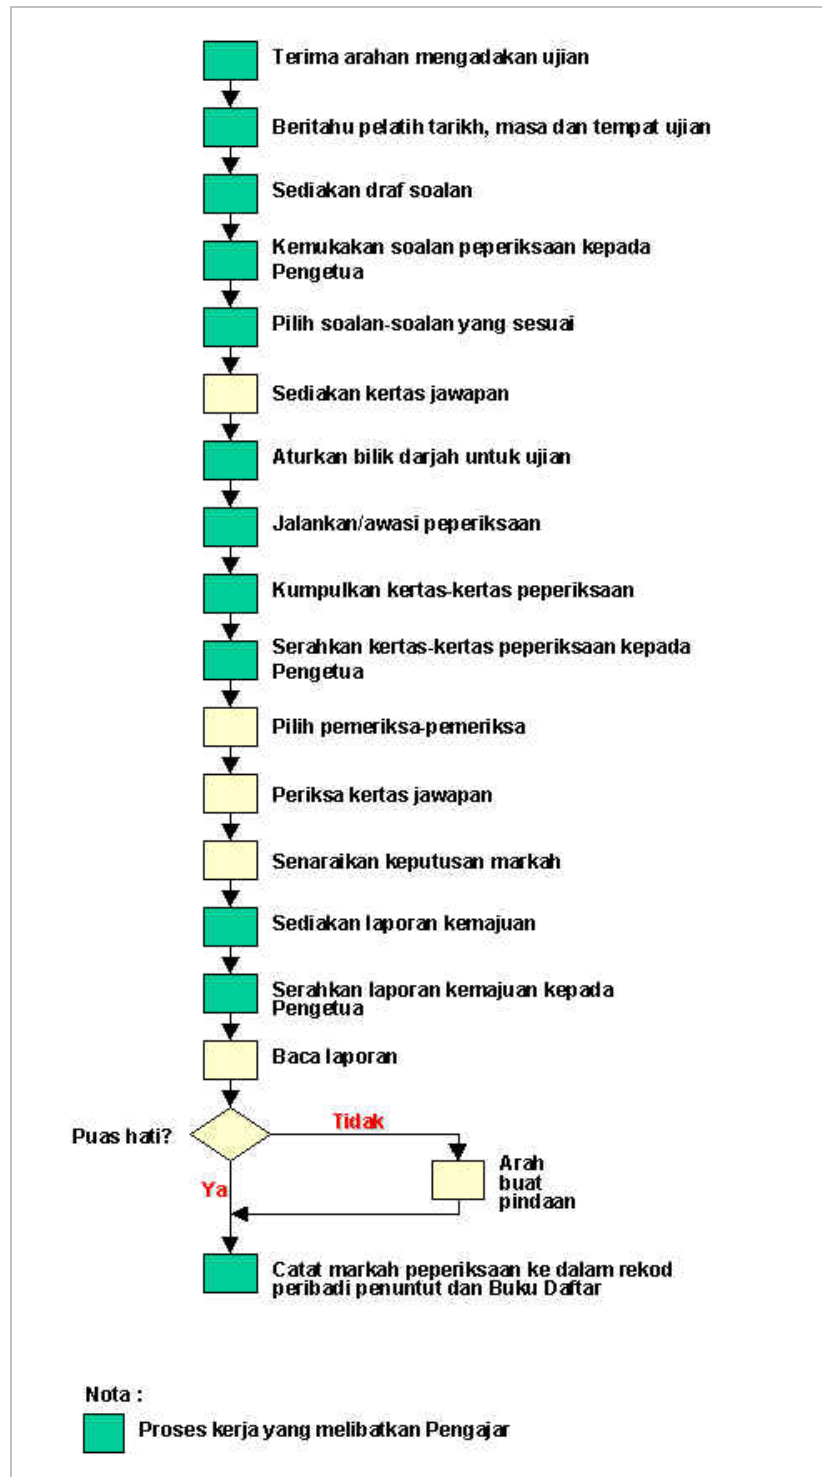 Terima arahan mengadakan ujian
Beritahu pelatih tarikh, masa dan tempat ujian
Sediakan draf soalan
Kemukakan soalan peperiksaan kepada
Pengetua
Pilih soalan-soalan yang sesuai
Sediakan kertas jawapan
Aturkan bilik darjah untuk ujian
Jalankan/awasi peperiksaan
Kumpulkan kertas-kertas peperiksaan
Serahkan kertas-kertas peperiksaan kepada
Pengetua
Pilih pemeriksa-pemeriksa
Periksa kertas jawapan
Senaraikan keputusan markah
Sediakan laporan kemajuan
Serahkan laporan kemajuan kepada
Pengetua
Baca laporan
Puas hati?
Tidak
Arah
buat
pindaan
Ya
Catat markah peperiksaan ke dalam rekod
peribadi penuntut dan Buku Daftar
Nota :
Proses kerja yang melibatkan Pengajar